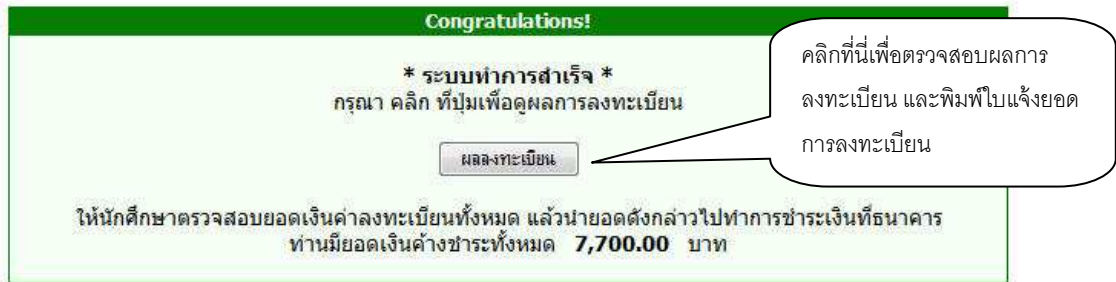 Congratulations!
* ระบบทำการสำเร็จ *
กรุณา คลิก ที่ปุ่มเพื่อดูผลการลงทะเบียน
ผลลงทะเบียน
คลิกที่นี่เพื่อตรวจสอบผลการ
ลงทะเบียน และพิมพ์ใบแจ้งยอด
การลงทะเบียน
ให้นักศึกษาตรวจสอบยอดเงินค่าลงทะเบียนทั้งหมด แล้วนำยอดดังกล่าวไปทำการชำระเงินที่ธนาคาร
ท่านมียอดเงินค้างชำระทั้งหมด 7,700.00 บาท